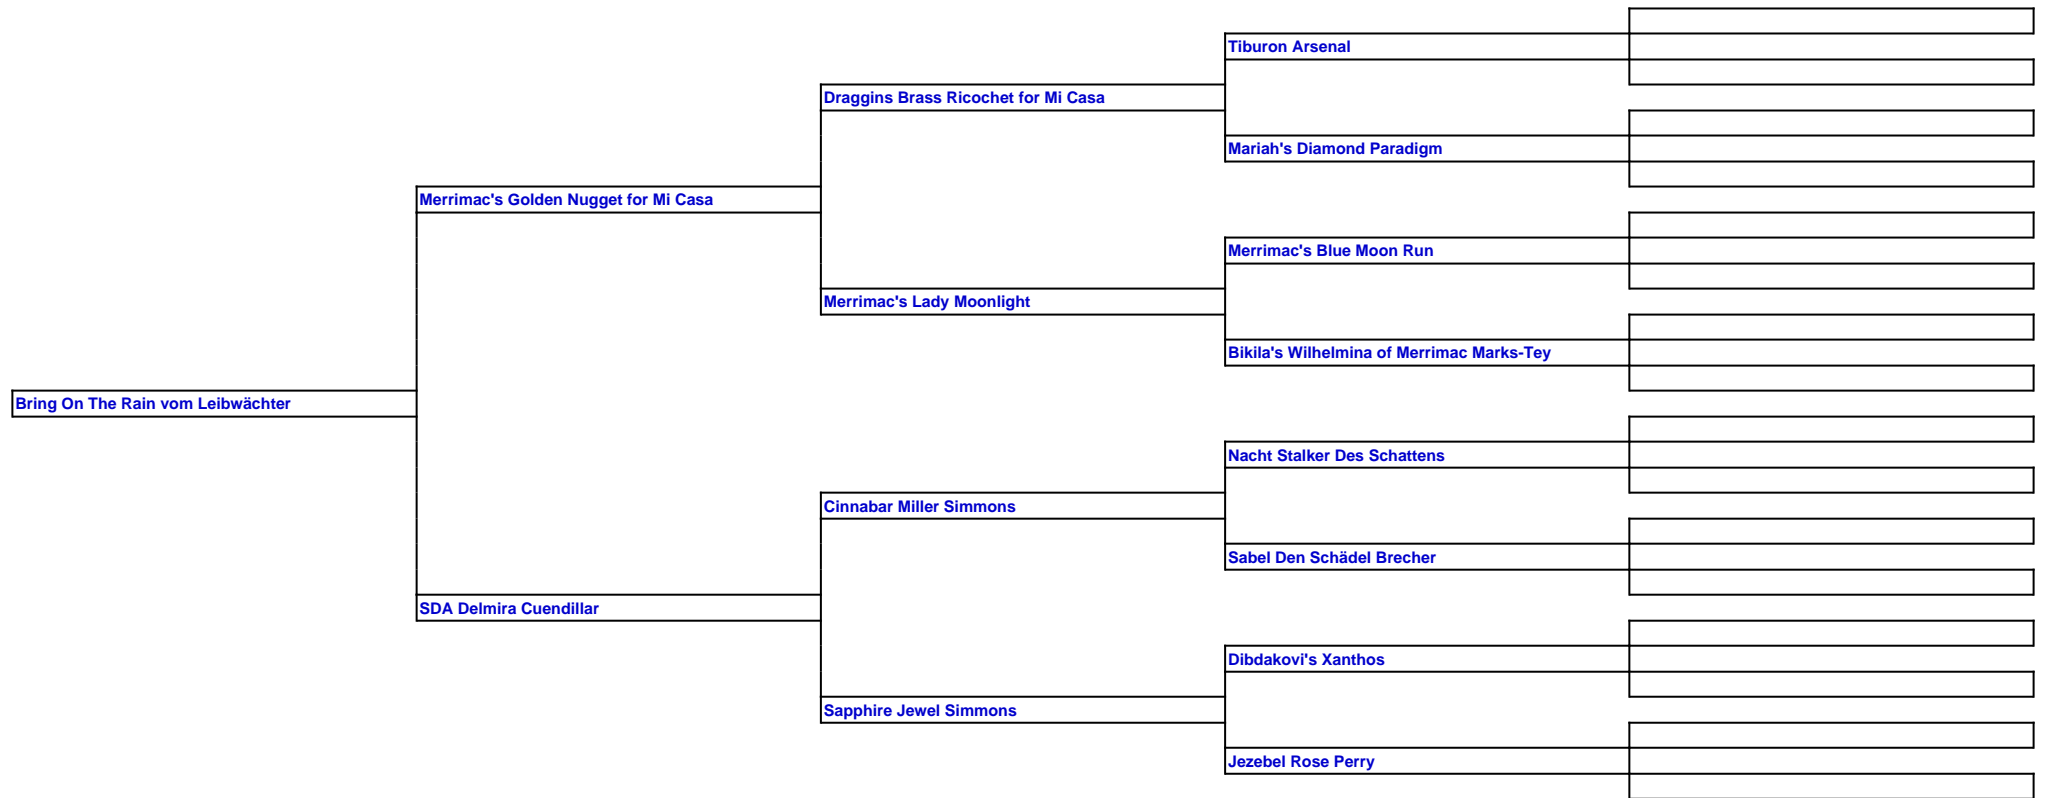 Tiburon Arsenal
Draggins Brass Ricochet for Mi Casa
Mariah's Diamond Paradigm
Merrimac's Golden Nugget for Mi Casa
Merrimac's Blue Moon Run
Merrimac's Lady Moonlight
Bikila's Wilhelmina of Merrimac Marks-Tey
Bring On The Rain vom Leibwächter
Nacht Stalker Des Schattens
Cinnabar Miller Simmons
Sabel Den Schädel Brecher
SDA Delmira Cuendillar
Dibdakovi's Xanthos
Sapphire Jewel Simmons
Jezebel Rose Perry